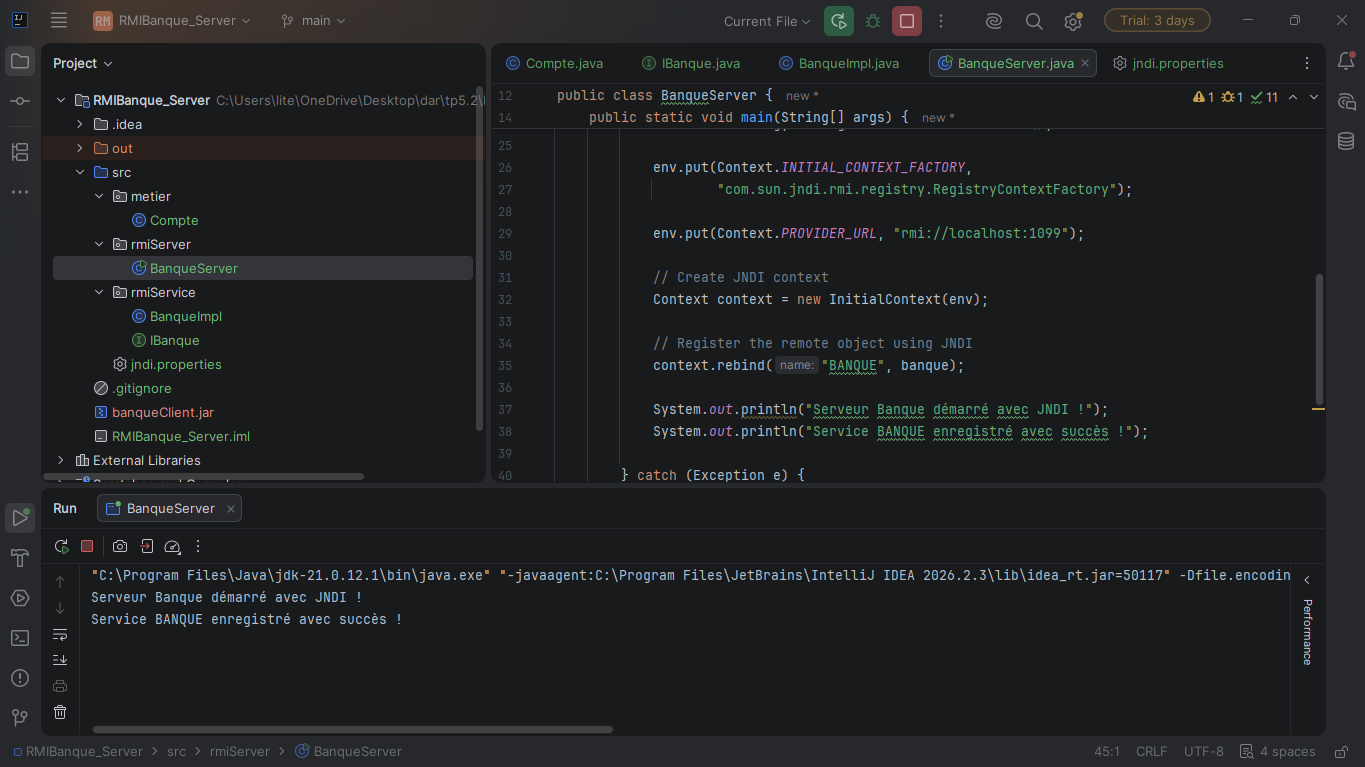 RM RMIBanque_Server main Current File Trial: 3 days
Project
RMIBanque_Server C:\Users\lite\OneDrive\Desktop\dar\tp5.2\
.idea
out
src
metier
Compte
rmiServer
BanqueServer
rmiService
BanqueImpl
IBanque
jndi.properties
.gitignore
banqueClient.jar
RMIBanque_Server.iml
External Libraries
Compte.java IBanque.java BanqueImpl.java BanqueServer.java jndi.properties
12 public class BanqueServer { new *
14 public static void main(String[] args) { new *
1 1 11
25
26 env.put(Context.INITIAL_CONTEXT_FACTORY,
27 "com.sun.jndi.rmi.registry.RegistryContextFactory");
28
29 env.put(Context.PROVIDER_URL, "rmi://localhost:1099");
30
31 // Create JNDI context
32 Context context = new InitialContext(env);
33
34 // Register the remote object using JNDI
35 context.rebind( name: "BANQUE", banque);
36
37 System.out.println("Serveur Banque démarré avec JNDI !");
38 System.out.println("Service BANQUE enregistré avec succès !");
39
40 } catch (Exception e) {
Run BanqueServer
"C:\Program Files\Java\jdk-21.0.12.1\bin\java.exe" "-javaagent:C:\Program Files\JetBrains\IntelliJ IDEA 2026.2.3\lib\idea_rt.jar=50117" -Dfile.encodin
Serveur Banque démarré avec JNDI !
Service BANQUE enregistré avec succès !
Performance
RMIBanque_Server > src > rmiServer > BanqueServer 45:1 CRLF UTF-8 4 spaces